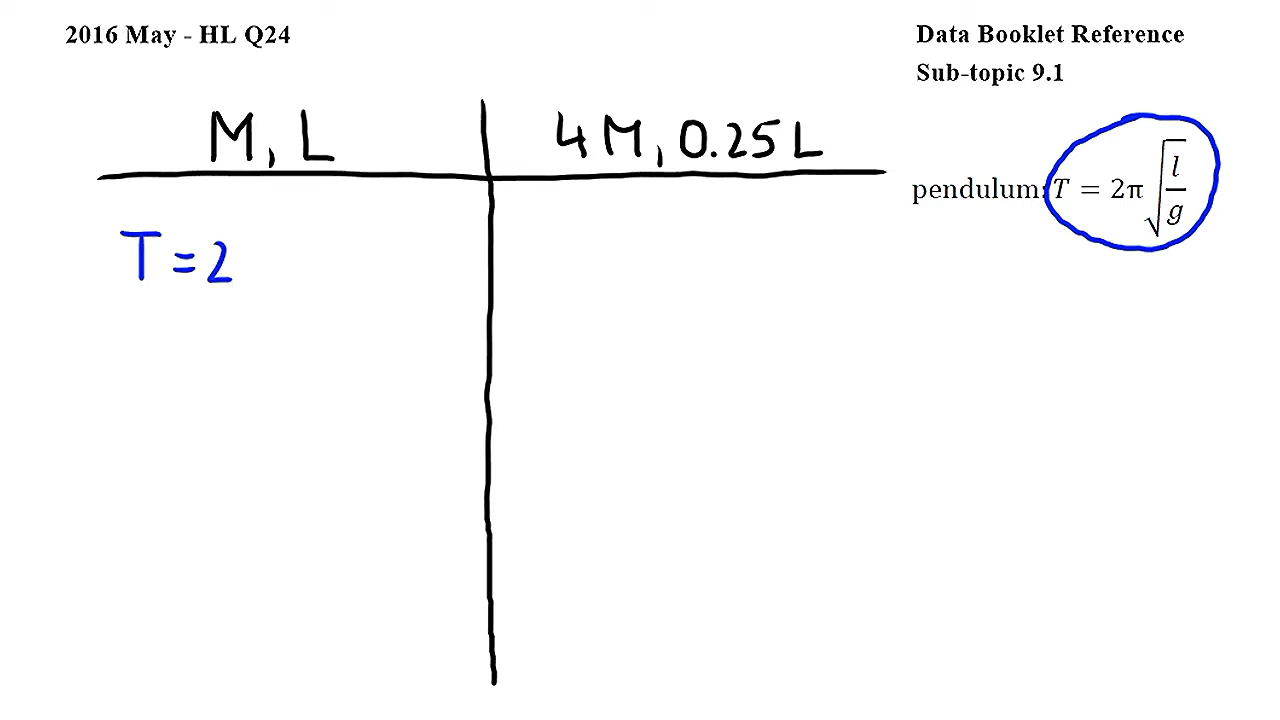 2016 May - HL Q24
Data Booklet Reference
Sub-topic 9.1
M, L
4M, 0.25L
pendulum: T = 2π√(l/g)
T = 2